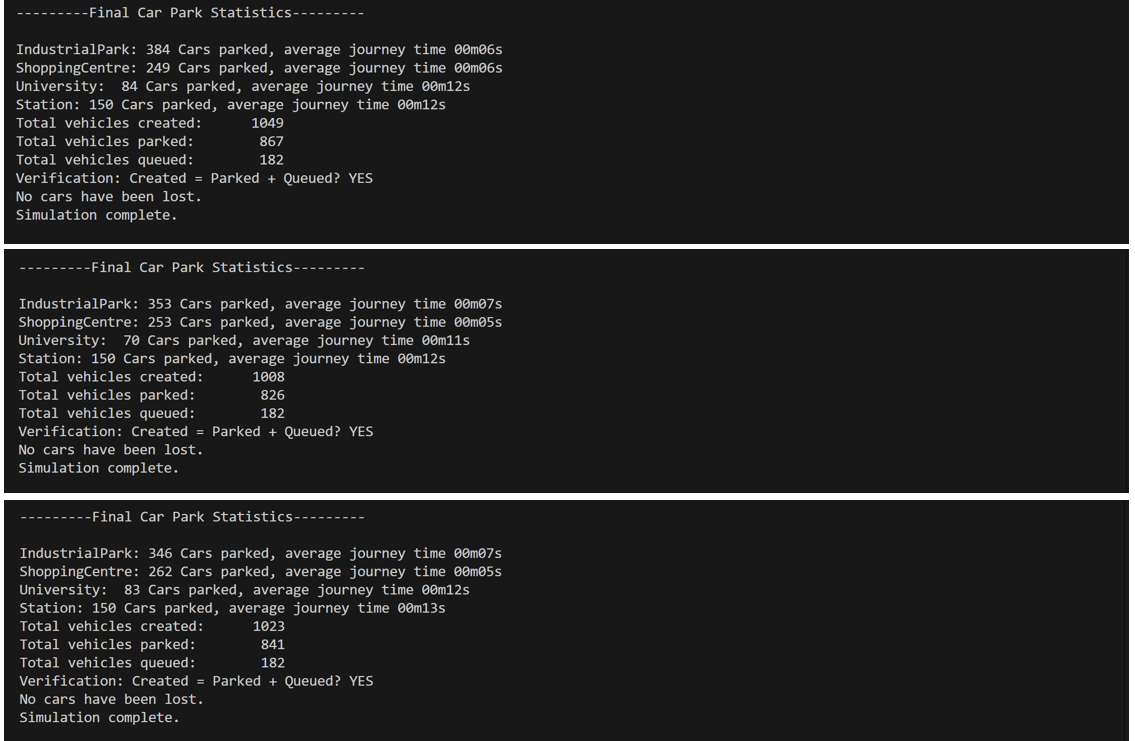 ---------Final Car Park Statistics---------
IndustrialPark: 384 Cars parked, average journey time 00m06s
ShoppingCentre: 249 Cars parked, average journey time 00m06s
University:  84 Cars parked, average journey time 00m12s
Station: 150 Cars parked, average journey time 00m12s
Total vehicles created:      1049
Total vehicles parked:        867
Total vehicles queued:        182
Verification: Created = Parked + Queued? YES
No cars have been lost.
Simulation complete.
---------Final Car Park Statistics---------
IndustrialPark: 353 Cars parked, average journey time 00m07s
ShoppingCentre: 253 Cars parked, average journey time 00m05s
University:  70 Cars parked, average journey time 00m11s
Station: 150 Cars parked, average journey time 00m12s
Total vehicles created:      1008
Total vehicles parked:        826
Total vehicles queued:        182
Verification: Created = Parked + Queued? YES
No cars have been lost.
Simulation complete.
---------Final Car Park Statistics---------
IndustrialPark: 346 Cars parked, average journey time 00m07s
ShoppingCentre: 262 Cars parked, average journey time 00m05s
University:  83 Cars parked, average journey time 00m12s
Station: 150 Cars parked, average journey time 00m13s
Total vehicles created:      1023
Total vehicles parked:        841
Total vehicles queued:        182
Verification: Created = Parked + Queued? YES
No cars have been lost.
Simulation complete.